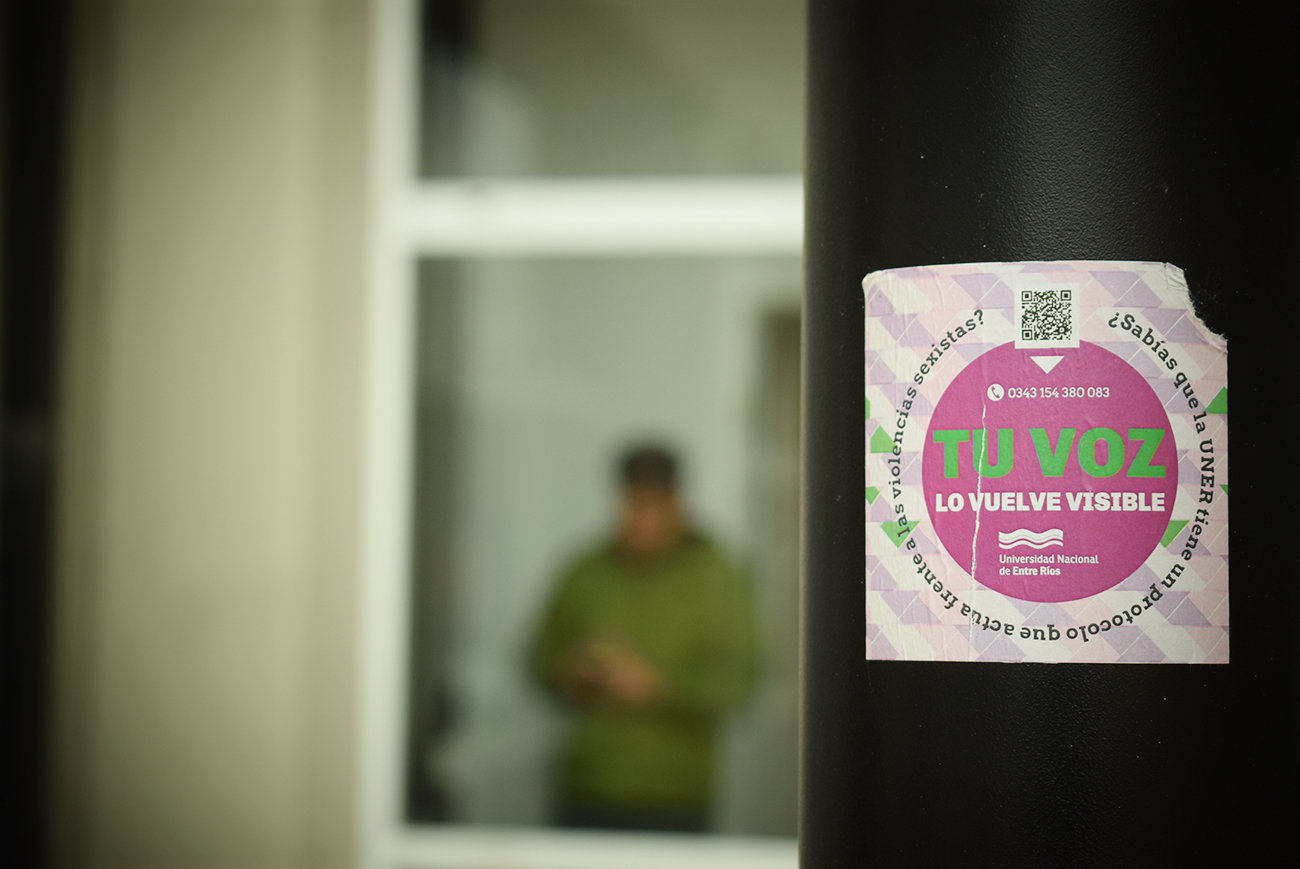 ¿Sabías que la UNER tiene un protocolo que actua frente a las violencias sexistas?
0343 154 380 083
TU VOZ
LO VUELVE VISIBLE
Universidad Nacional
de Entre Ríos